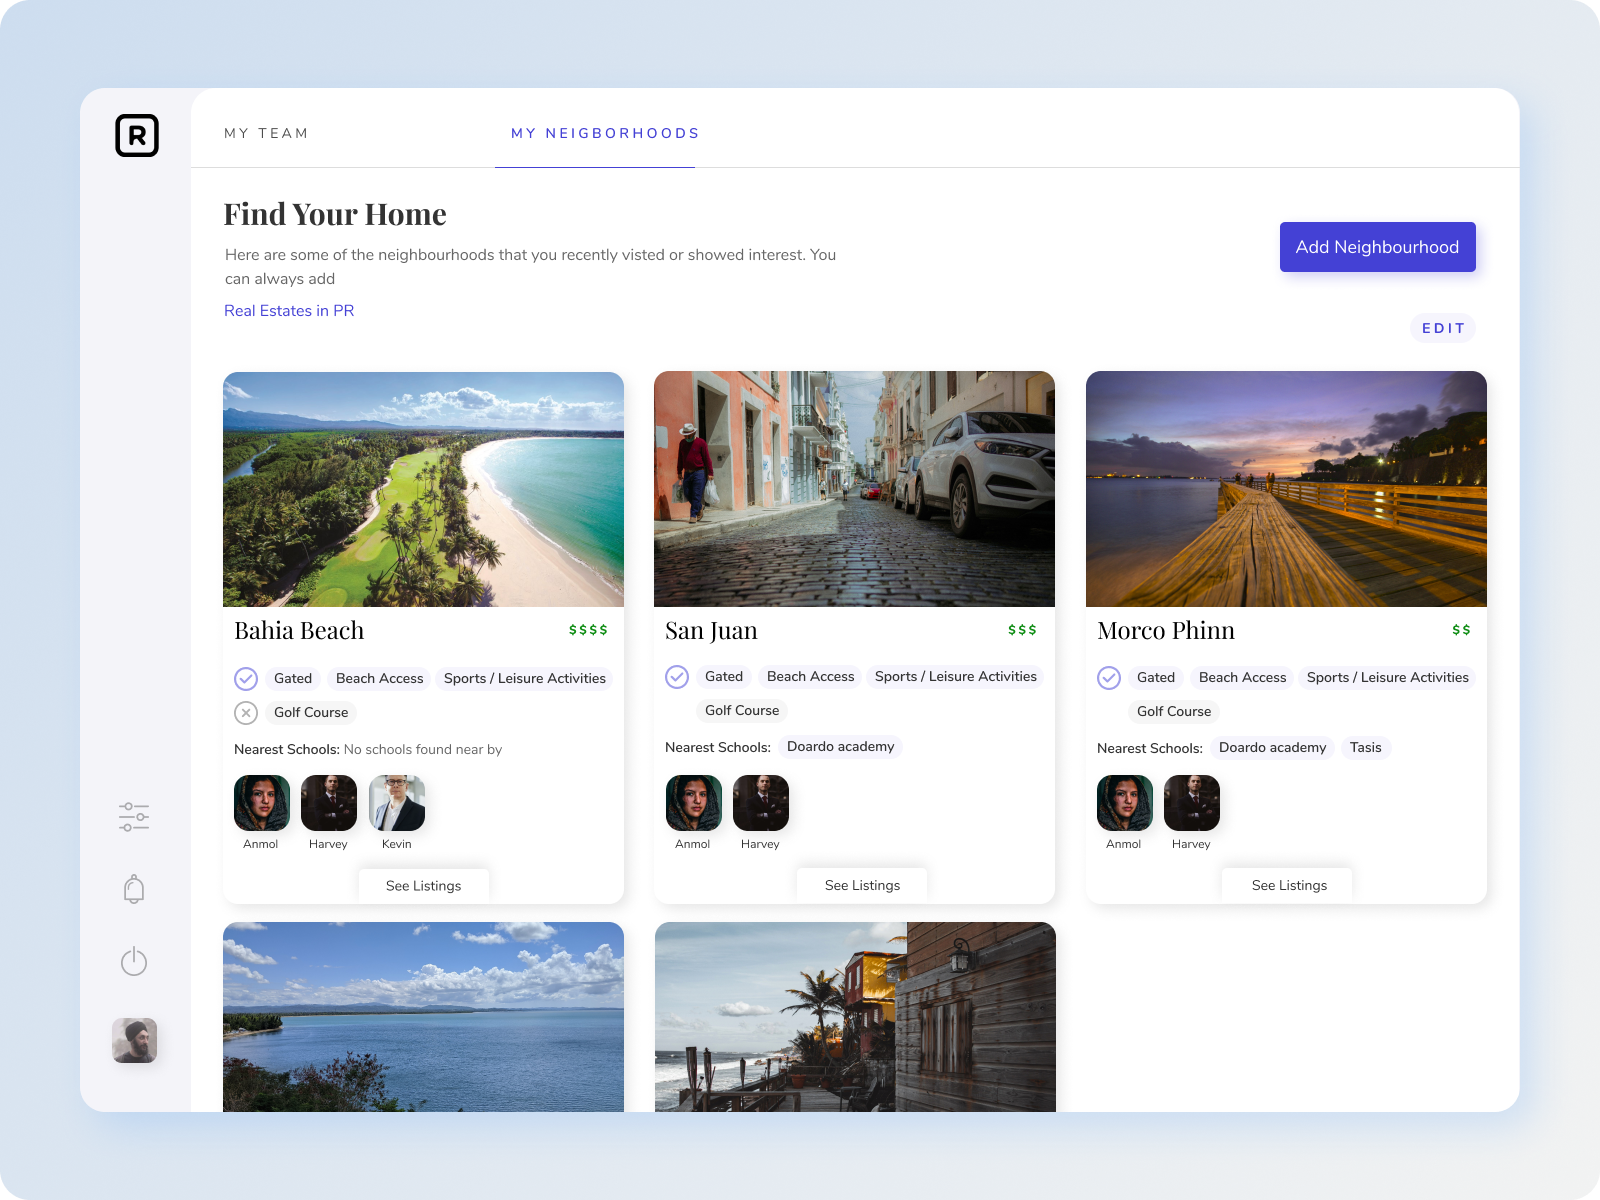 R
MY TEAM
MY NEIGBORHOODS
Find Your Home
Here are some of the neighbourhoods that you recently visted or showed interest. You
can always add
Real Estates in PR
Add Neighbourhood
EDIT
Bahia Beach
$$$$
Gated
Beach Access
Sports / Leisure Activities
Golf Course
Nearest Schools: No schools found near by
Anmol
Harvey
Kevin
See Listings
San Juan
$$$
Gated
Beach Access
Sports / Leisure Activities
Golf Course
Nearest Schools:
Doardo academy
Anmol
Harvey
See Listings
Morco Phinn
$$
Gated
Beach Access
Sports / Leisure Activities
Golf Course
Nearest Schools:
Doardo academy
Tasis
Anmol
Harvey
See Listings